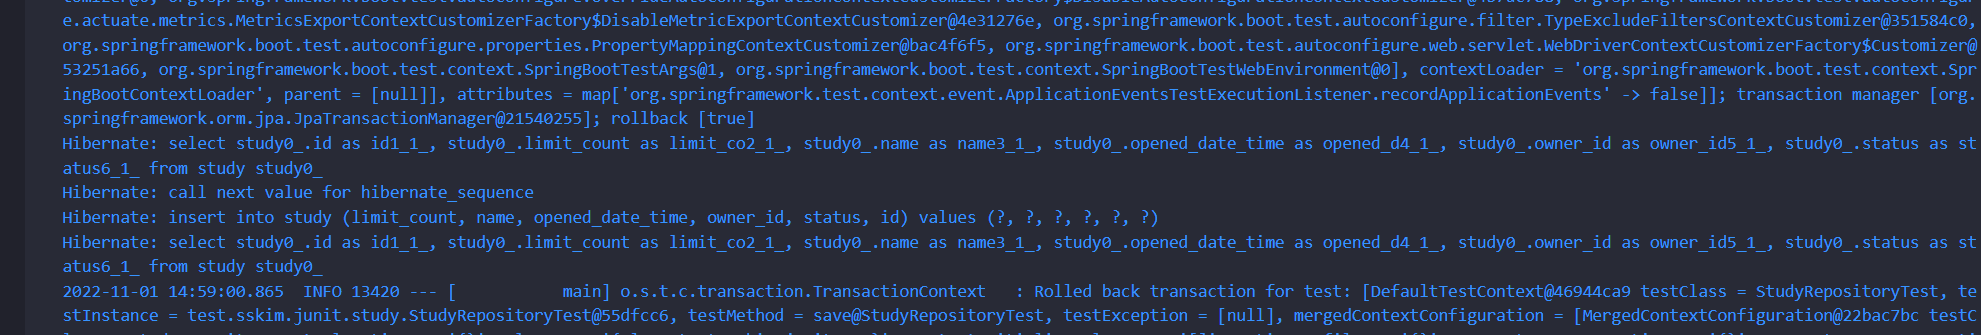 e.actuate.metrics.MetricsExportContextCustomizerFactory$DisableMetricExportContextCustomizer@4e31276e, org.springframework.boot.test.autoconfigure.filter.TypeExcludeFiltersContextCustomizer@351584c0,
org.springframework.boot.test.autoconfigure.properties.PropertyMappingContextCustomizer@bac4f6f5, org.springframework.boot.test.autoconfigure.web.servlet.WebDriverContextCustomizerFactory$Customizer@
53251a66, org.springframework.boot.test.context.SpringBootTestArgs@1, org.springframework.boot.test.context.SpringBootTestWebEnvironment@0], contextLoader = 'org.springframework.boot.test.context.Spr
ingBootContextLoader', parent = [null]], attributes = map['org.springframework.test.context.event.ApplicationEventsTestExecutionListener.recordApplicationEvents' -> false]]; transaction manager [org.
springframework.orm.jpa.JpaTransactionManager@21540255]; rollback [true]
Hibernate: select study0_.id as id1_1_, study0_.limit_count as limit_co2_1_, study0_.name as name3_1_, study0_.opened_date_time as opened_d4_1_, study0_.owner_id as owner_id5_1_, study0_.status as st
atus6_1_ from study study0_
Hibernate: call next value for hibernate_sequence
Hibernate: insert into study (limit_count, name, opened_date_time, owner_id, status, id) values (?, ?, ?, ?, ?, ?)
Hibernate: select study0_.id as id1_1_, study0_.limit_count as limit_co2_1_, study0_.name as name3_1_, study0_.opened_date_time as opened_d4_1_, study0_.owner_id as owner_id5_1_, study0_.status as st
atus6_1_ from study study0_
2022-11-01 14:59:00.865  INFO 13420 --- [           main] o.s.t.c.transaction.TransactionContext   : Rolled back transaction for test: [DefaultTestContext@46944ca9 testClass = StudyRepositoryTest, te
stInstance = test.sskim.junit.study.StudyRepositoryTest@55dfcc6, testMethod = save@StudyRepositoryTest, testException = [null], mergedContextConfiguration = [MergedContextConfiguration@22bac7bc testC